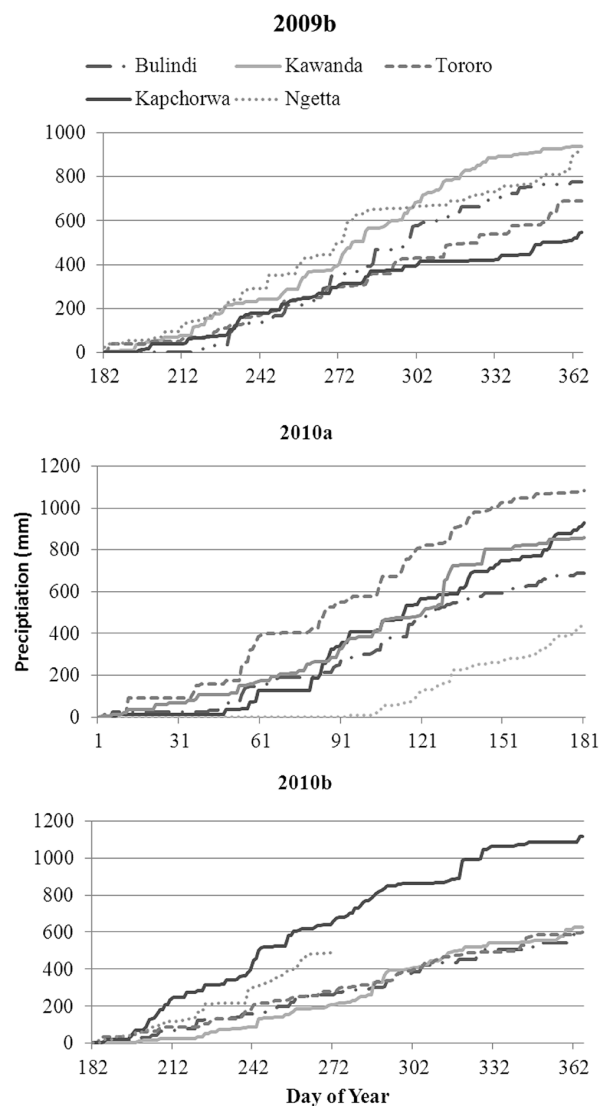 2009b
Bulindi Kawanda Tororo
Kapchorwa Ngetta
1000
800
600
400
200
0
182 212 242 272 302 332 362
2010a
1200
1000
800
600
400
200
0
1 31 61 91 121 151 181
Preciptiation (mm)
2010b
1200
1000
800
600
400
200
0
182 212 242 272 302 332 362
Day of Year